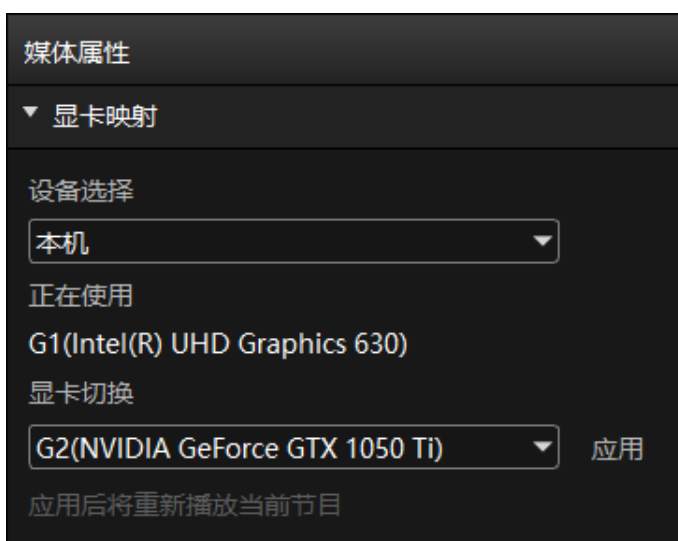 媒体属性
显卡映射
设备选择
本机
正在使用
G1(Intel(R) UHD Graphics 630)
显卡切换
G2(NVIDIA GeForce GTX 1050 Ti) 应用
应用后将重新播放当前节目